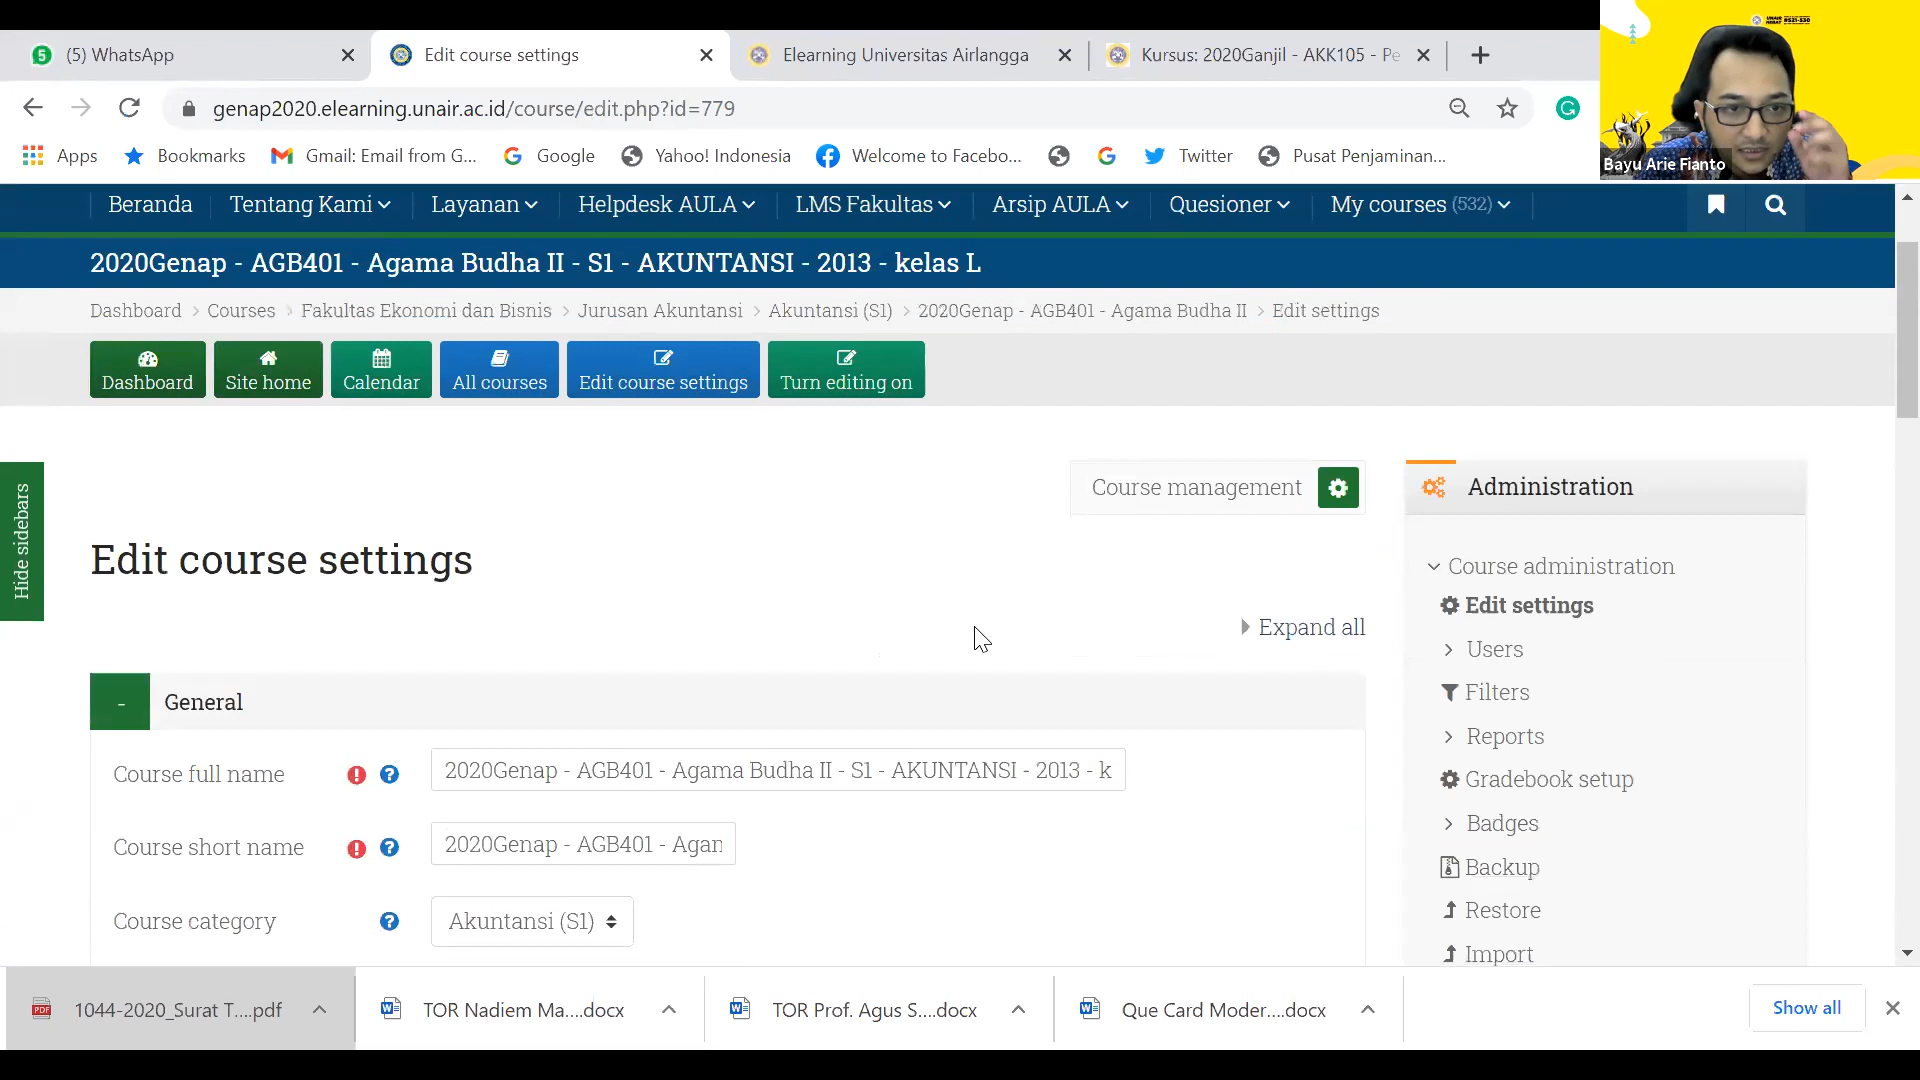 (5) WhatsApp
Edit course settings
Elearning Universitas Airlangga
Kursus: 2020Ganjil - AKK105 - Pe
genap2020.elearning.unair.ac.id/course/edit.php?id=779
Apps
Bookmarks
Gmail: Email from G...
Google
Yahoo! Indonesia
Welcome to Facebo...
Twitter
Pusat Penjaminan...
Bayu Arie Fianto
Beranda
Tentang Kami
Layanan
Helpdesk AULA
LMS Fakultas
Arsip AULA
Quesioner
My courses (532)
2020Genap - AGB401 - Agama Budha II - S1 - AKUNTANSI - 2013 - kelas L
Dashboard > Courses > Fakultas Ekonomi dan Bisnis > Jurusan Akuntansi > Akuntansi (S1) > 2020Genap - AGB401 - Agama Budha II > Edit settings
Dashboard
Site home
Calendar
All courses
Edit course settings
Turn editing on
Hide sidebars
Course management
Edit course settings
Expand all
- General
Course full name
2020Genap - AGB401 - Agama Budha II - S1 - AKUNTANSI - 2013 - k
Course short name
2020Genap - AGB401 - Agan
Course category
Akuntansi (S1)
Administration
Course administration
Edit settings
Users
Filters
Reports
Gradebook setup
Badges
Backup
Restore
Import
1044-2020_Surat T....pdf
TOR Nadiem Ma....docx
TOR Prof. Agus S....docx
Que Card Moder....docx
Show all